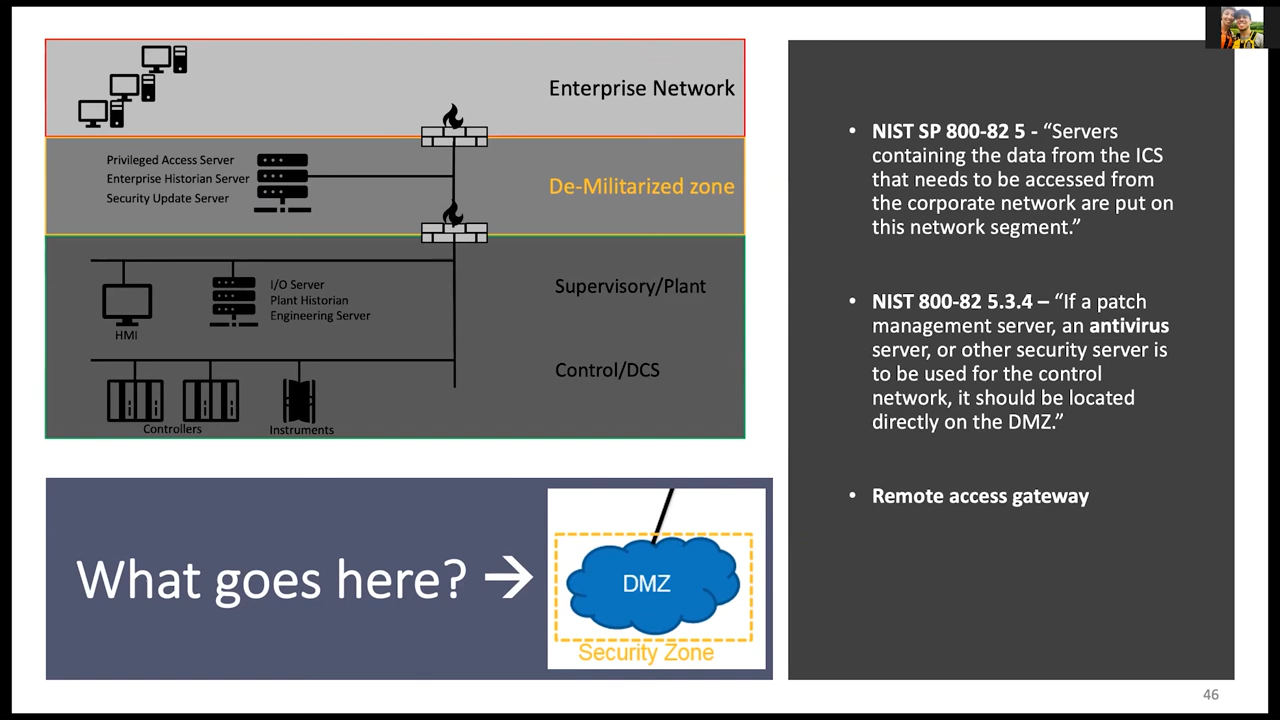 Enterprise Network
Privileged Access Server
Enterprise Historian Server
Security Update Server
De-Militarized zone
I/O Server
Plant Historian
Engineering Server
HMI
Supervisory/Plant
Control/DCS
Controllers
Instruments
What goes here? →
DMZ
Security Zone
• NIST SP 800-82 5 - “Servers
containing the data from the ICS
that needs to be accessed from
the corporate network are put on
this network segment.”
• NIST 800-82 5.3.4 – “If a patch
management server, an antivirus
server, or other security server is
to be used for the control
network, it should be located
directly on the DMZ.”
• Remote access gateway
46